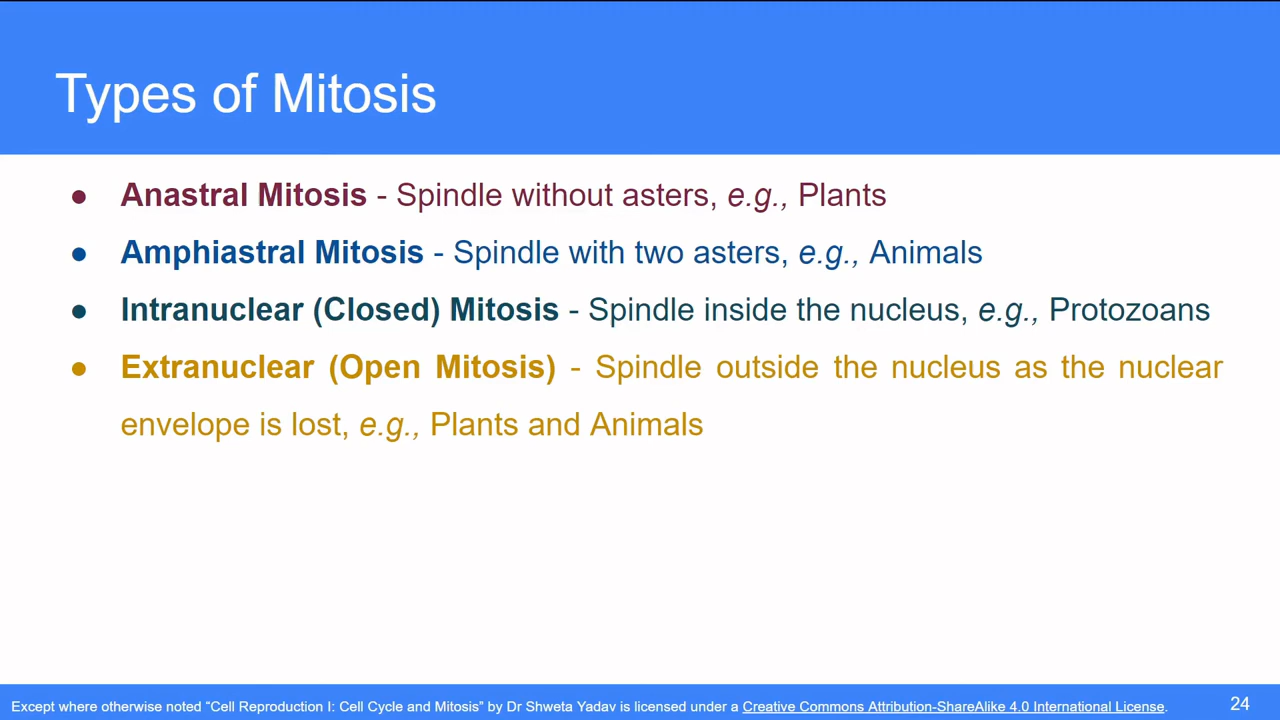 Types of Mitosis
● Anastral Mitosis - Spindle without asters, e.g., Plants
● Amphiastral Mitosis - Spindle with two asters, e.g., Animals
● Intranuclear (Closed) Mitosis - Spindle inside the nucleus, e.g., Protozoans
● Extranuclear (Open Mitosis) - Spindle outside the nucleus as the nuclear
envelope is lost, e.g., Plants and Animals
Except where otherwise noted “Cell Reproduction I: Cell Cycle and Mitosis” by Dr Shweta Yadav is licensed under a Creative Commons Attribution-ShareAlike 4.0 International License.
24